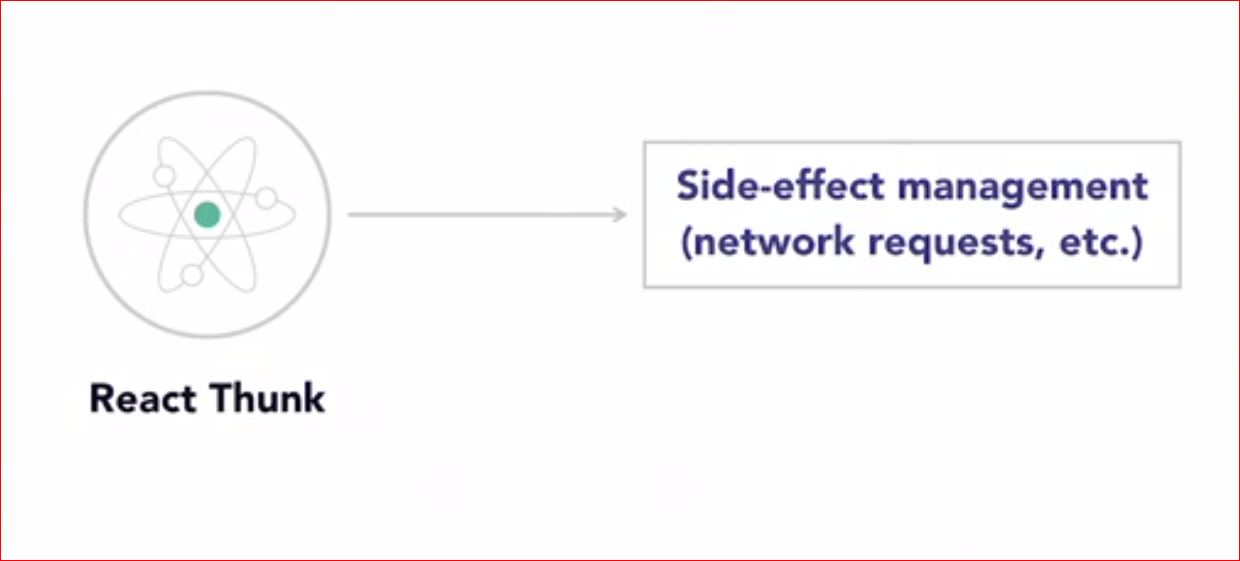 Side-effect management
(network requests, etc.)
React Thunk